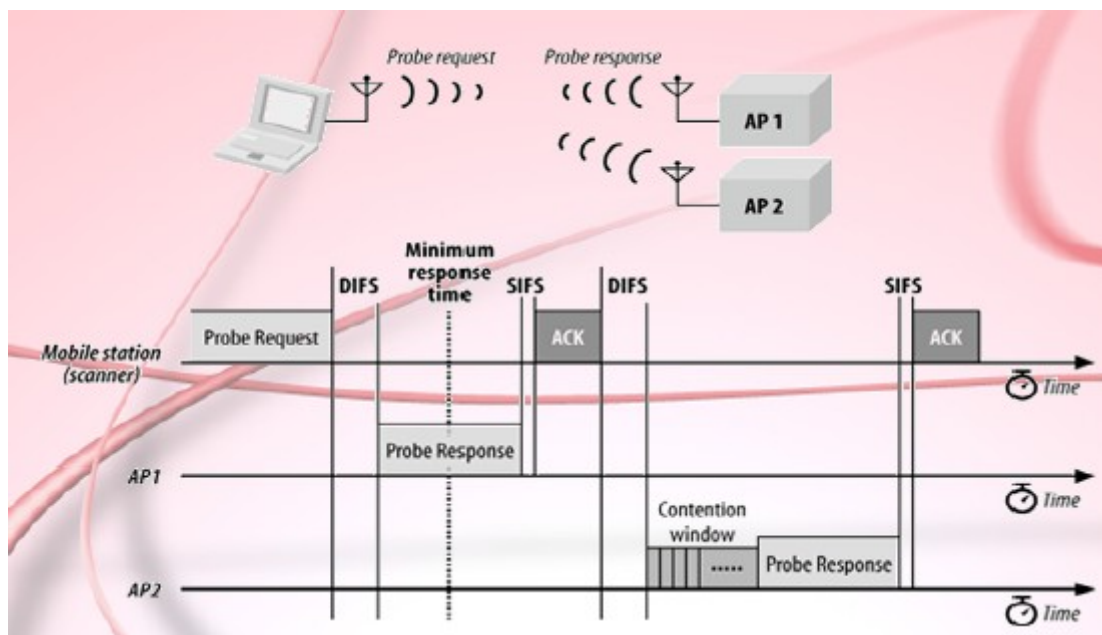 Probe request
Probe response
AP 1
AP 2
Minimum
response
time
DIFS
SIFS
DIFS
SIFS
Probe Request
ACK
ACK
Mobile station
(scanner)
Time
Probe Response
AP1
Time
Contention
window
.....
Probe Response
AP2
Time